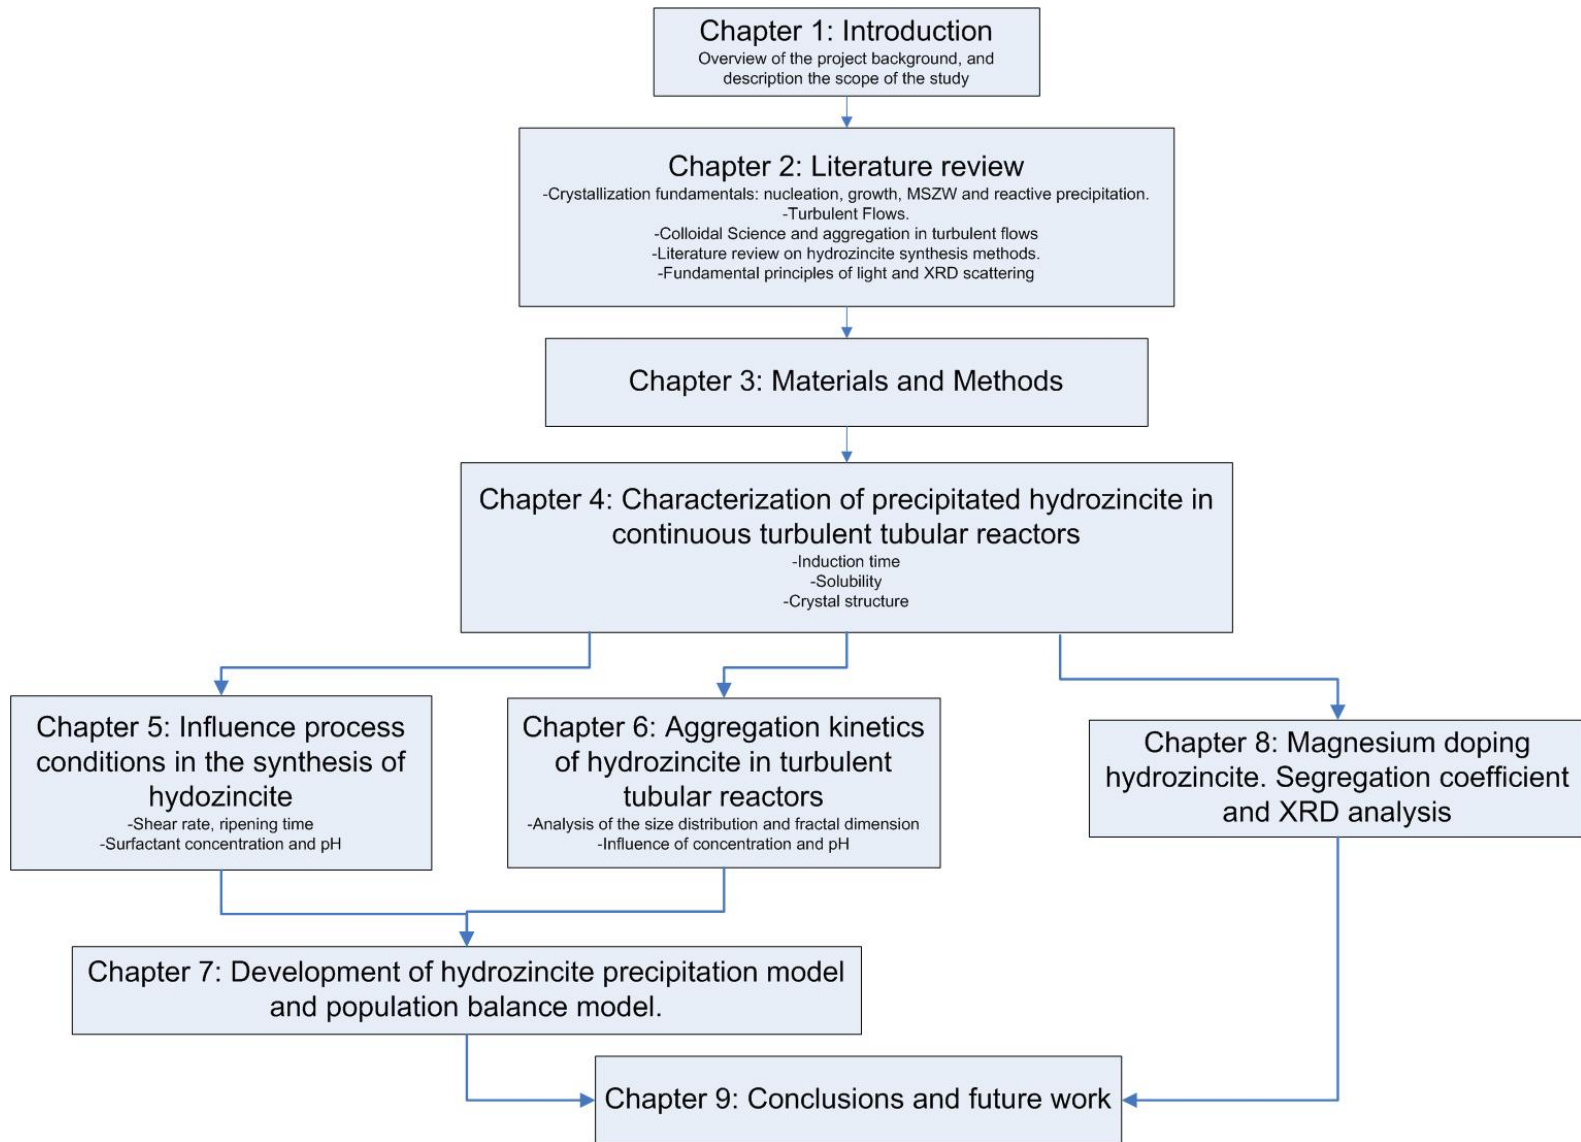 Chapter 1: Introduction
Overview of the project background, and
description the scope of the study
Chapter 2: Literature review
-Crystallization fundamentals: nucleation, growth, MSZW and reactive precipitation.
-Turbulent Flows.
-Colloidal Science and aggregation in turbulent flows
-Literature review on hydrozincite synthesis methods.
-Fundamental principles of light and XRD scattering
Chapter 3: Materials and Methods
Chapter 4: Characterization of precipitated hydrozincite in
continuous turbulent tubular reactors
-Induction time
-Solubility
-Crystal structure
Chapter 5: Influence process
conditions in the synthesis of
hydozincite
-Shear rate, ripening time
-Surfactant concentration and pH
Chapter 6: Aggregation kinetics
of hydrozincite in turbulent
tubular reactors
-Analysis of the size distribution and fractal dimension
-Influence of concentration and pH
Chapter 8: Magnesium doping
hydrozincite. Segregation coefficient
and XRD analysis
Chapter 7: Development of hydrozincite precipitation model
and population balance model.
Chapter 9: Conclusions and future work